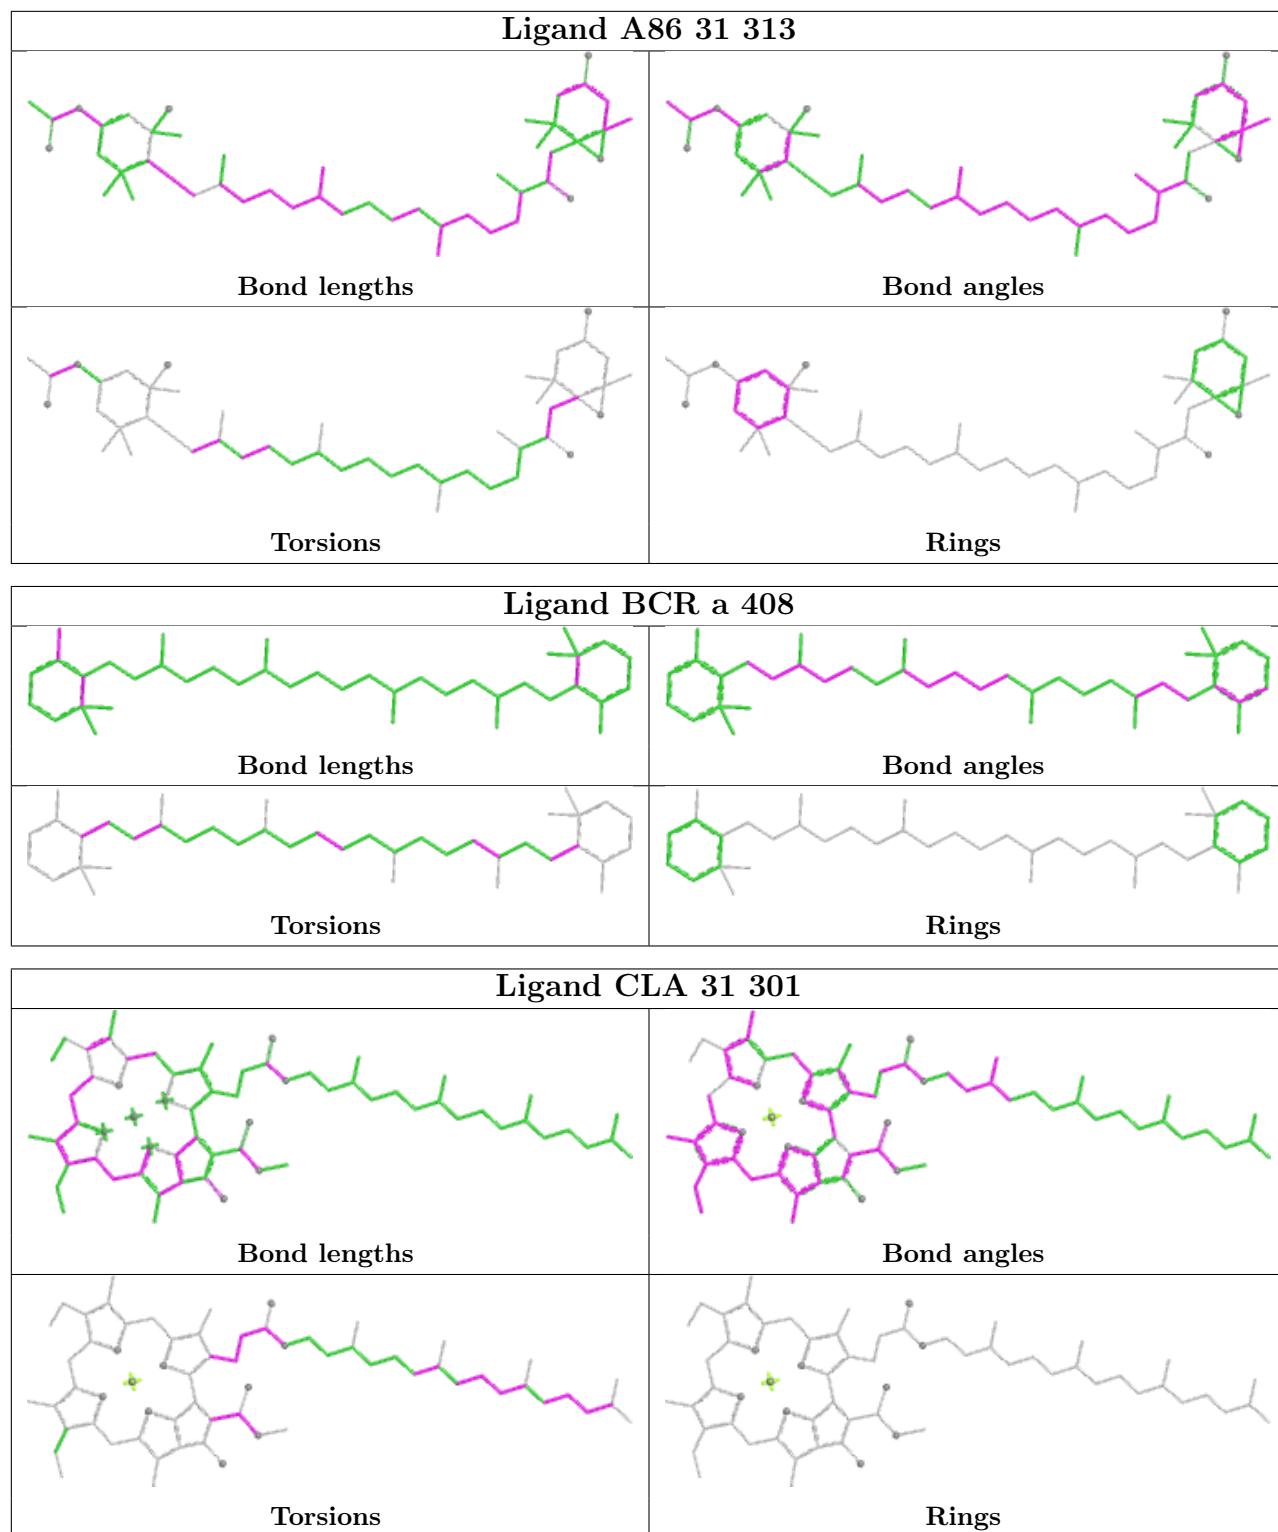 Ligand A86 31 313
Bond lengths
Bond angles
Torsions
Rings
Ligand BCR a 408
Bond lengths
Bond angles
Torsions
Rings
Ligand CLA 31 301
Bond lengths
Bond angles
Torsions
Rings